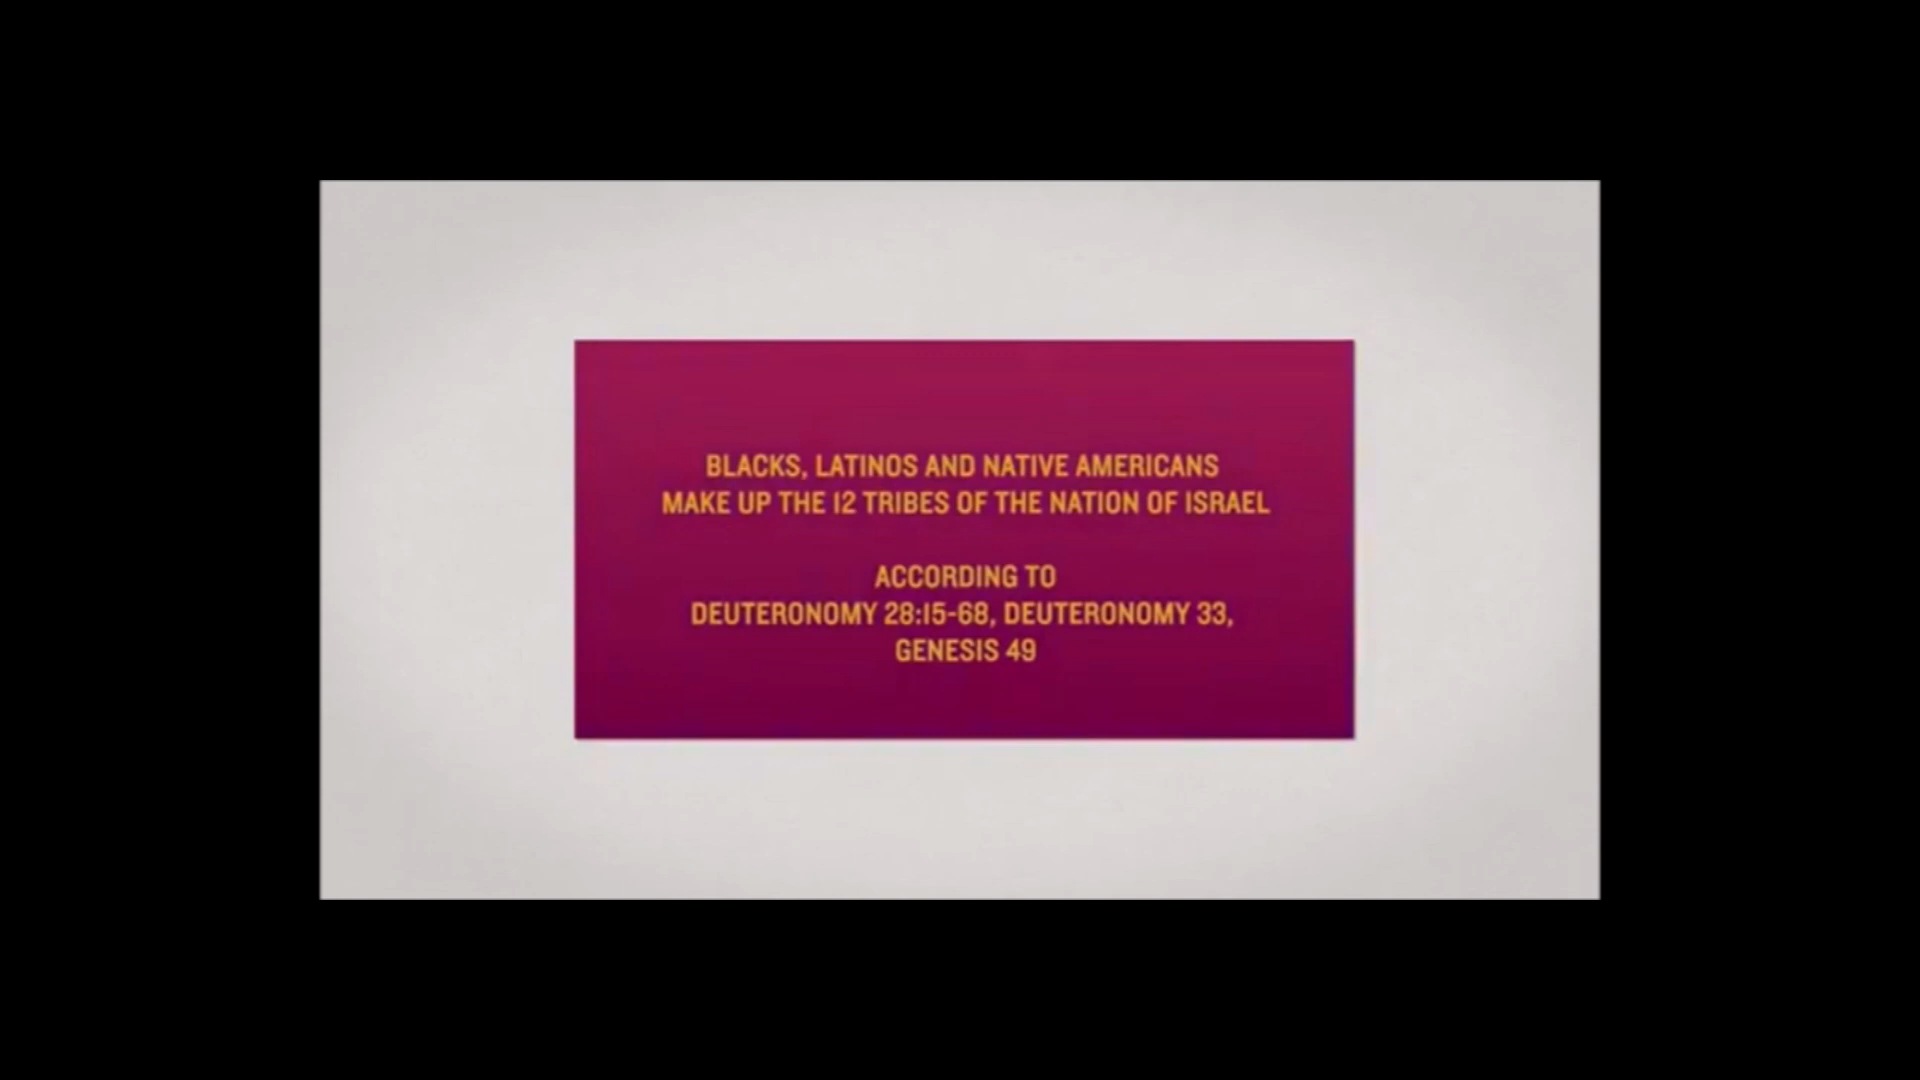 BLACKS, LATINOS AND NATIVE AMERICANS
MAKE UP THE 12 TRIBES OF THE NATION OF ISRAEL
ACCORDING TO
DEUTERONOMY 28:15-68, DEUTERONOMY 33,
GENESIS 49